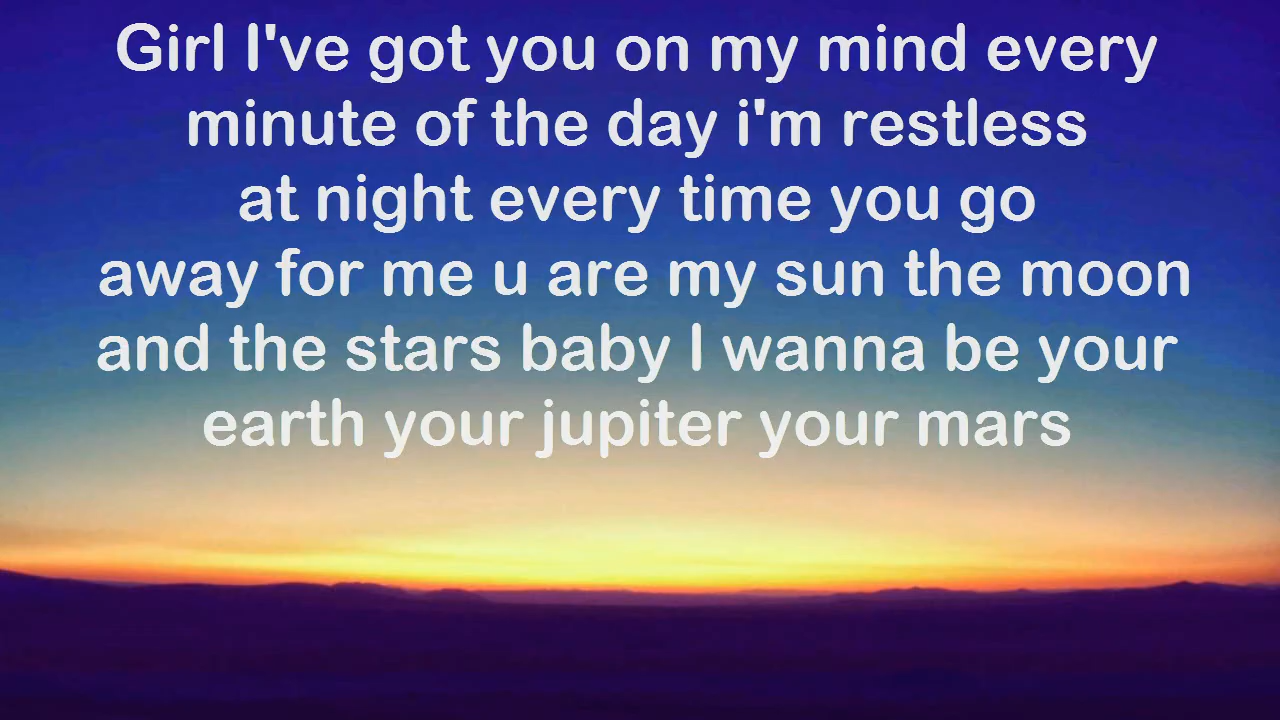 Girl I've got you on my mind every
minute of the day i'm restless
at night every time you go
away for me u are my sun the moon
and the stars baby I wanna be your
earth your jupiter your mars